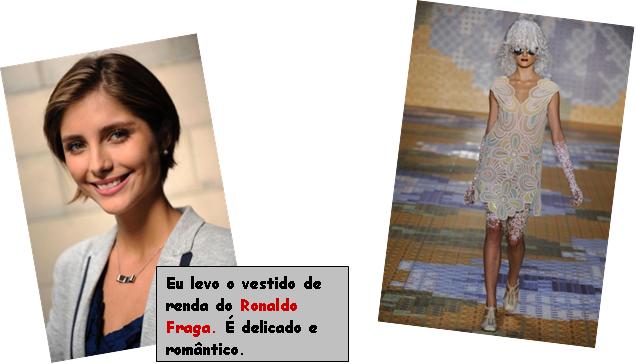 Eu levo o vestido de
renda do Ronaldo
Fraga. É delicado e
romântico.